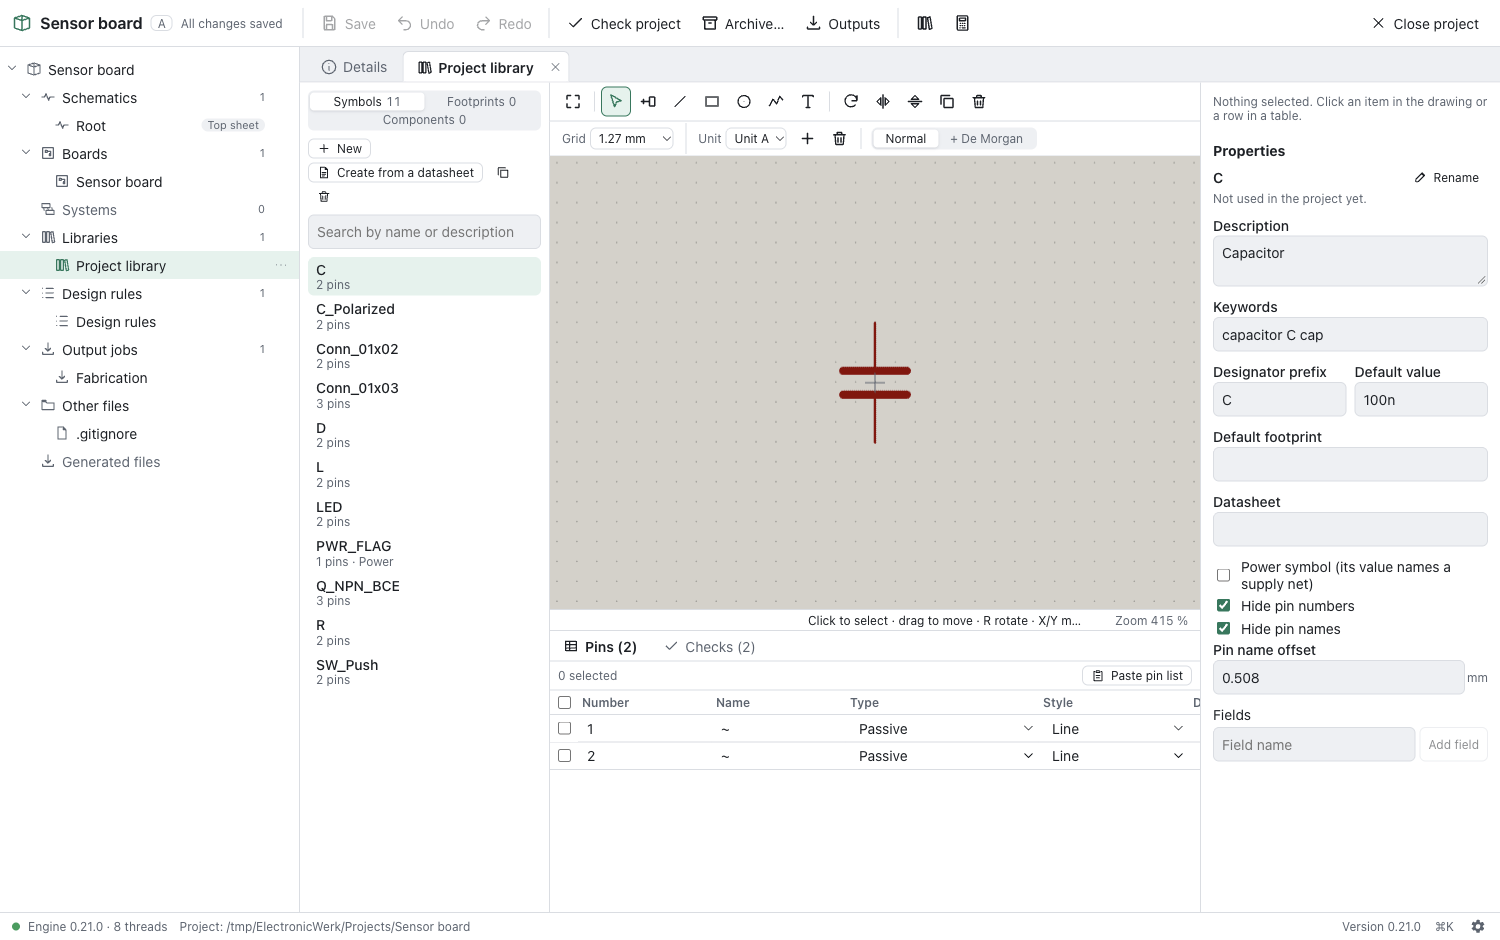 Sensor board A All changes saved Save Undo Redo Check project Archive... Outputs Close project
Sensor board
Schematics 1
Root Top sheet
Boards 1
Sensor board
Systems 0
Libraries 1
Project library ...
Design rules 1
Design rules
Output jobs 1
Fabrication
Other files
.gitignore
Generated files
Details Project library
Symbols 11 Footprints 0
Components 0
New
Create from a datasheet
Search by name or description
C
2 pins
C_Polarized
2 pins
Conn_01x02
2 pins
Conn_01x03
3 pins
D
2 pins
L
2 pins
LED
2 pins
PWR_FLAG
1 pins · Power
Q_NPN_BCE
3 pins
R
2 pins
SW_Push
2 pins
Grid 1.27 mm Unit Unit A Normal + De Morgan
Click to select · drag to move · R rotate · X/Y m... Zoom 415 %
Pins (2) Checks (2)
0 selected Paste pin list
Number Name Type Style D
1 ~ Passive Line
2 ~ Passive Line
Nothing selected. Click an item in the drawing or
a row in a table.
Properties
C Rename
Not used in the project yet.
Description
Capacitor
Keywords
capacitor C cap
Designator prefix Default value
C 100n
Default footprint
Datasheet
Power symbol (its value names a
supply net)
Hide pin numbers
Hide pin names
Pin name offset
0.508 mm
Fields
Field name Add field
Engine 0.21.0 · 8 threads Project: /tmp/ElectronicWerk/Projects/Sensor board Version 0.21.0 ⌘K